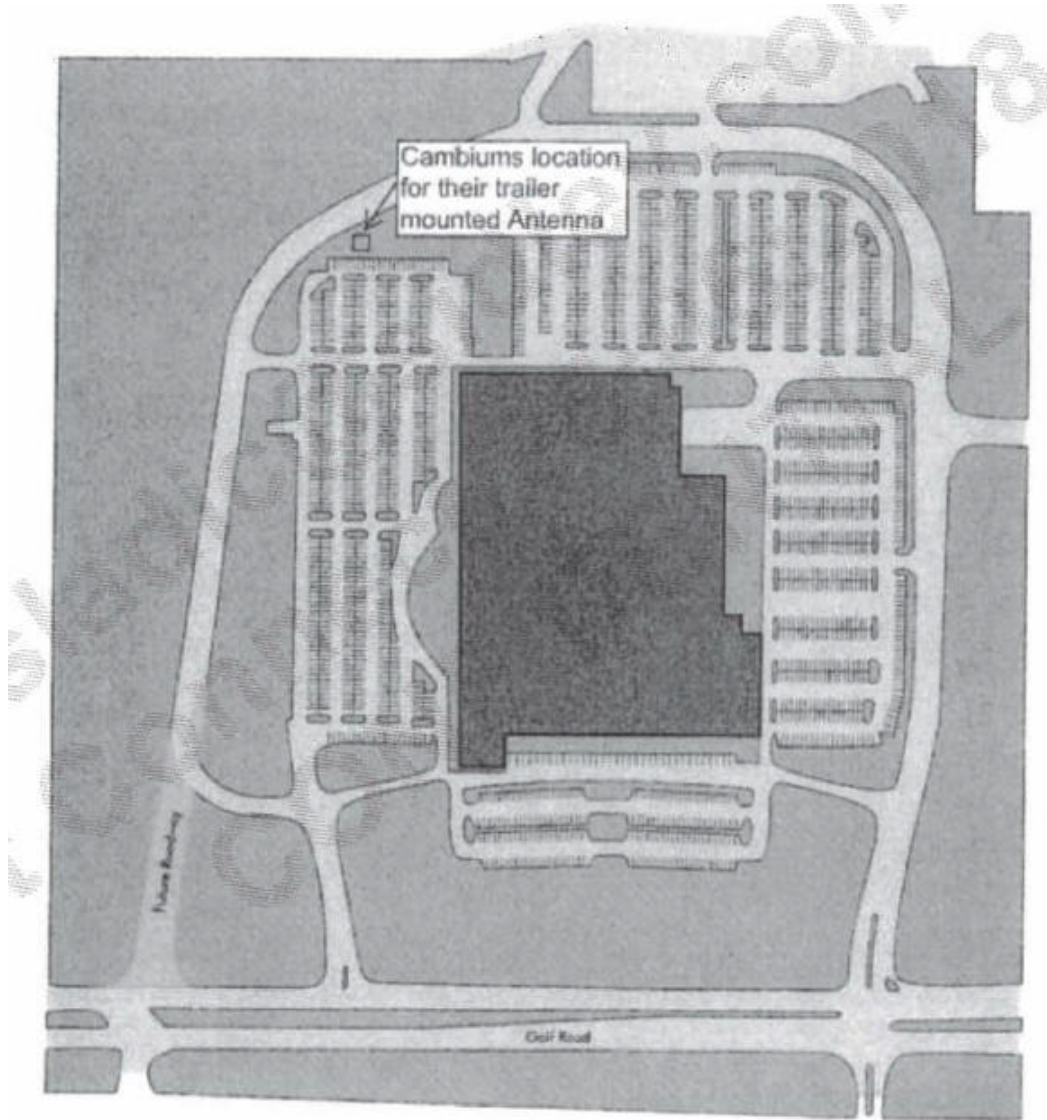 Cambiums location
for their trailer
mounted Antenna
Future Roadway
Golf Road